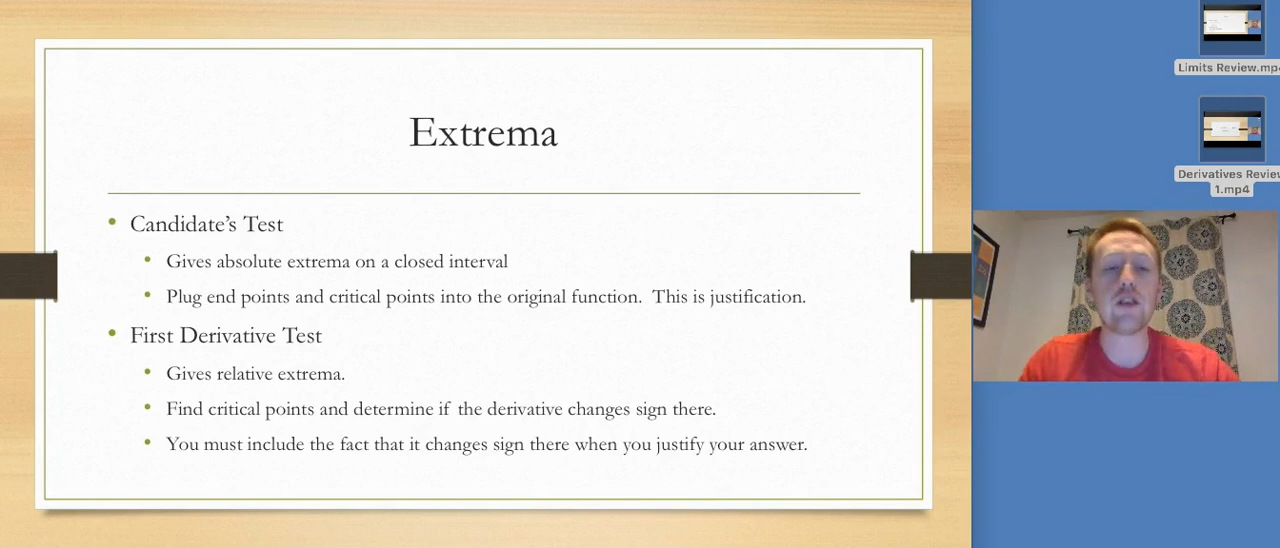 Extrema
Candidate's Test
Gives absolute extrema on a closed interval
Plug end points and critical points into the original function.  This is justification.
First Derivative Test
Gives relative extrema.
Find critical points and determine if the derivative changes sign there.
You must include the fact that it changes sign there when you justify your answer.
Limits Review.mp4
Derivatives Review
1.mp4